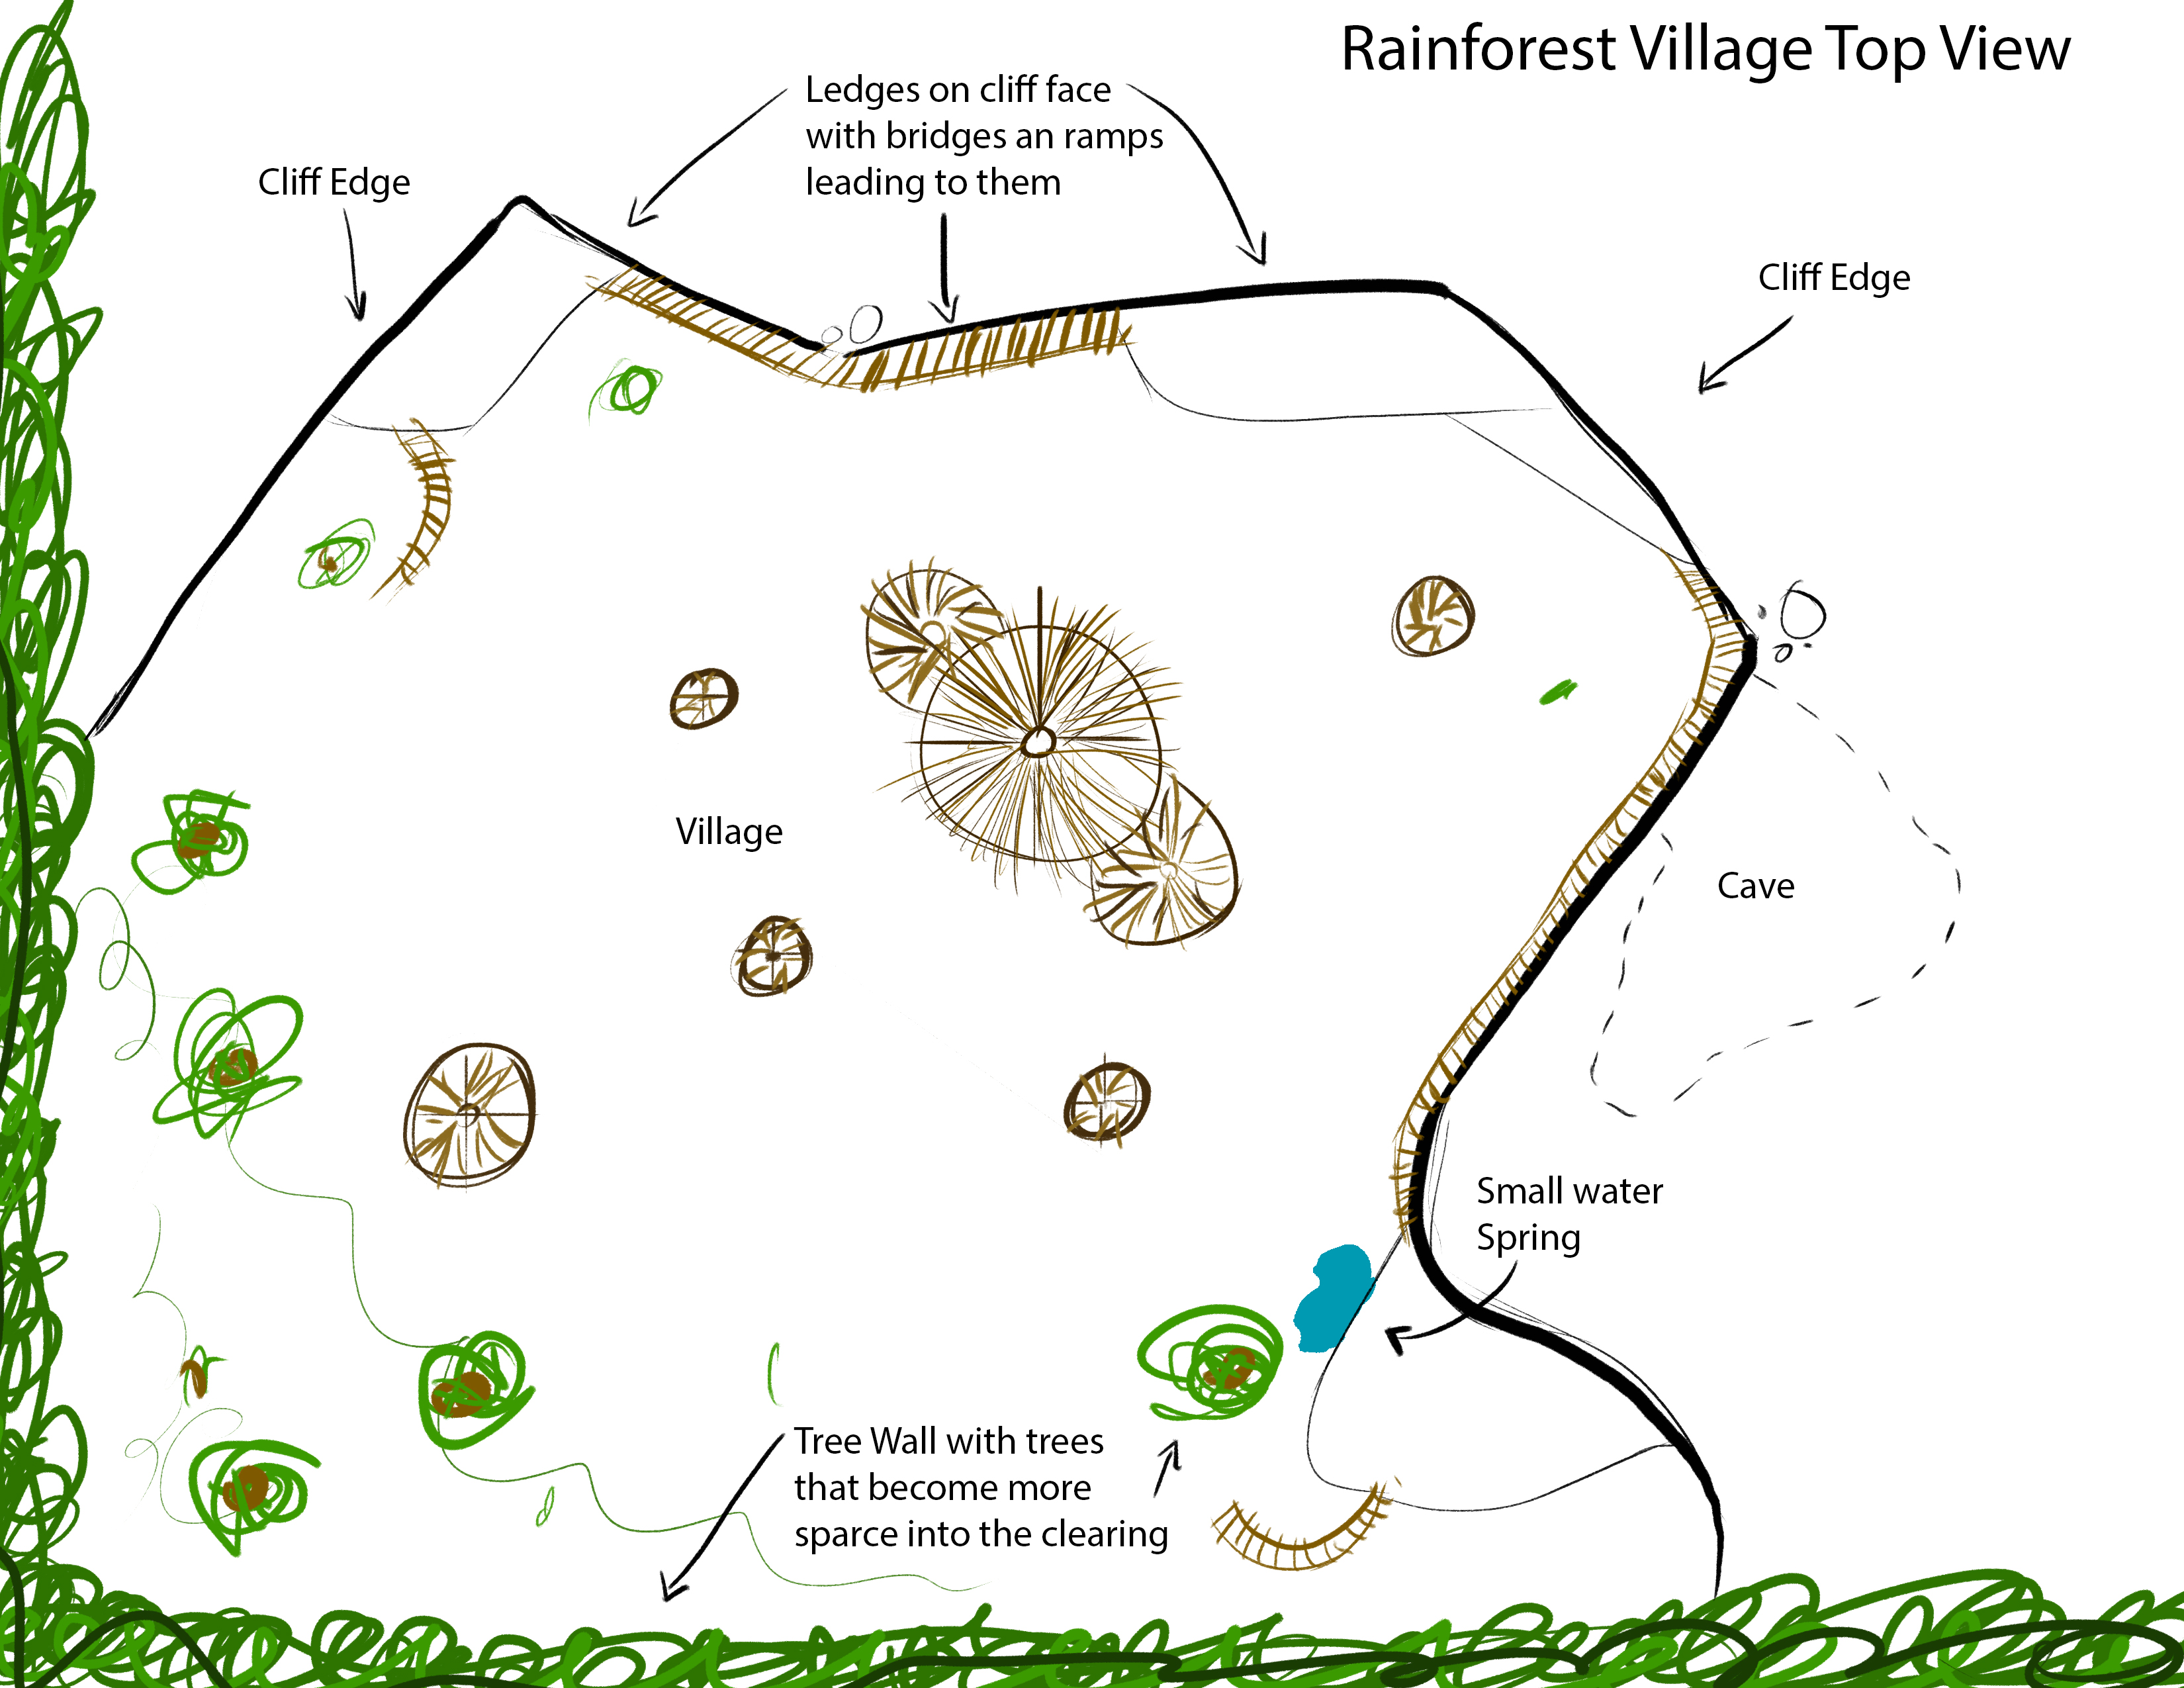 Rainforest Village Top View
Ledges on cliff face
with bridges an ramps
leading to them
Cliff Edge
Cliff Edge
Village
Cave
Small water
Spring
Tree Wall with trees
that become more
sparce into the clearing